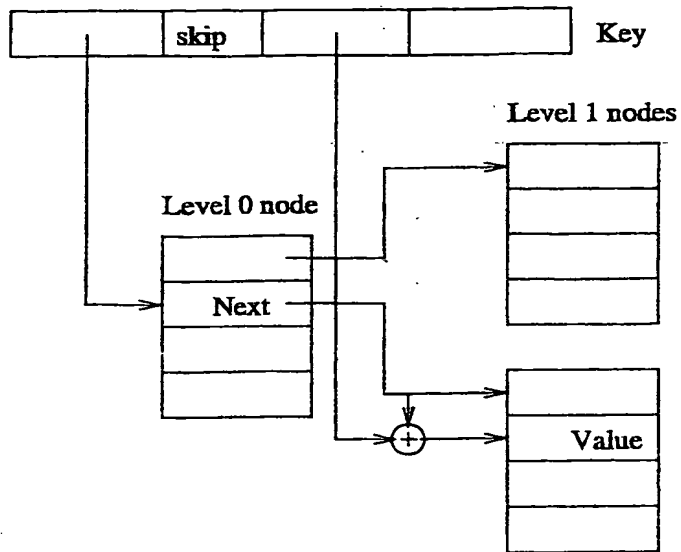 skip
Key
Level 1 nodes
Level 0 node
Next
Value